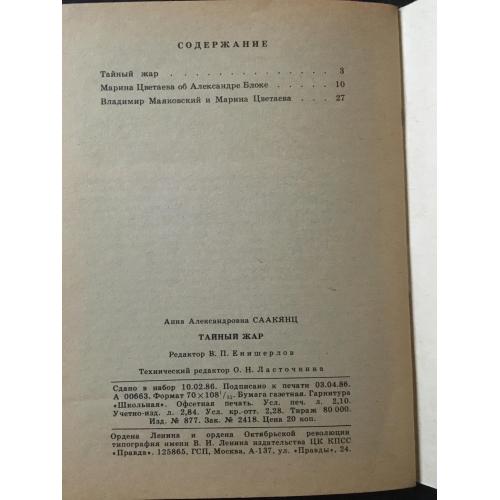 СОДЕРЖАНИЕ
Тайный жар . . . . . . . . . . . . . . 3
Марина Цветаева об Александре Блоке . . . . . 10
Владимир Маяковский и Марина Цветаева . . . 27
Анна Александровна СААКЯНЦ
ТАЙНЫЙ ЖАР
Редактор В. П. Енишерлов
Технический редактор О. Н. Ласточкина
Сдано в набор 10.02.86. Подписано к печати 03.04.86.
А 00663. Формат 70 × 108¹/₃₂. Бумага газетная. Гарнитура
«Школьная». Офсетная печать. Усл. печ. л. 2,10.
Учетно-изд. л. 2,84. Усл. кр.-отт. 2,28. Тираж 80 000.
Изд. № 877. Зак. № 2418. Цена 20 коп.
Ордена Ленина и ордена Октябрьской революции
типография имени В. И. Ленина издательства ЦК КПСС
«Правда». 125865, ГСП, Москва, А-137, ул. «Правды», 24.